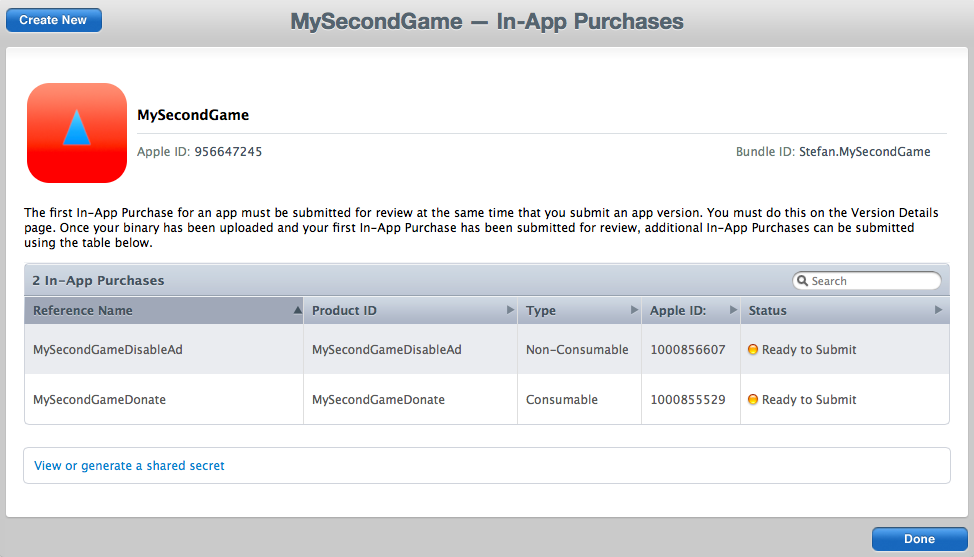 Create New
MySecondGame — In-App Purchases
MySecondGame
Apple ID: 956647245
Bundle ID: Stefan.MySecondGame
The first In-App Purchase for an app must be submitted for review at the same time that you submit an app version. You must do this on the Version Details
page. Once your binary has been uploaded and your first In-App Purchase has been submitted for review, additional In-App Purchases can be submitted
using the table below.
2 In-App Purchases
Search
Reference Name Product ID Type Apple ID: Status
MySecondGameDisableAd MySecondGameDisableAd Non-Consumable 1000856607 Ready to Submit
MySecondGameDonate MySecondGameDonate Consumable 1000855529 Ready to Submit
View or generate a shared secret
Done